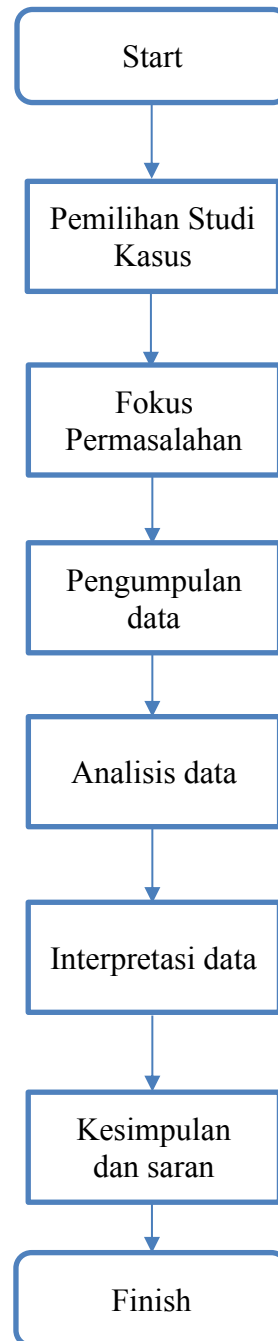 Start
Pemilihan Studi
Kasus
Fokus
Permasalahan
Pengumpulan
data
Analisis data
Interpretasi data
Kesimpulan
dan saran
Finish